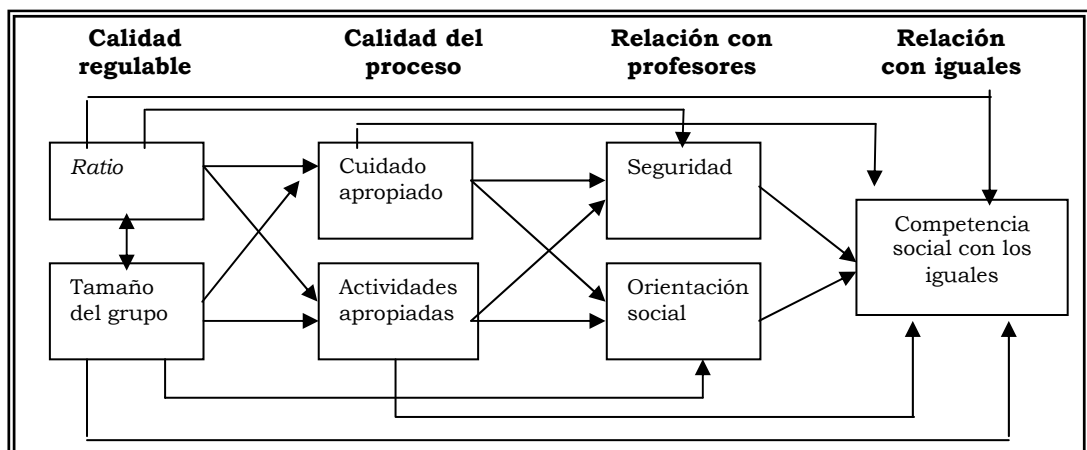 Calidad
regulable
Calidad del
proceso
Relación con
profesores
Relación
con iguales
Ratio
Cuidado
apropiado
Seguridad
Competencia
social con los
iguales
Tamaño
del grupo
Actividades
apropiadas
Orientación
social